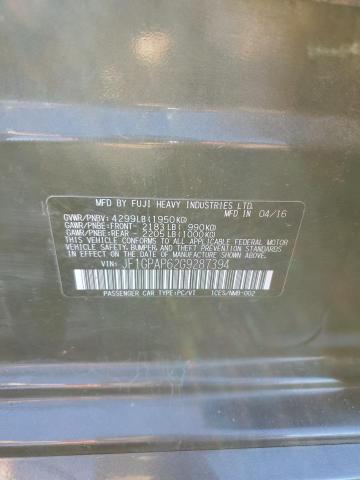 MFD BY FUJI HEAVY INDUSTRIES LTD.
GVWR/PNBV: 4299LB(1950KG) MFD IN 04/16
GAWR/PNBE:FRONT- 2183LB( 990KG)
GAWR/PNBE:REAR - 2205LB(1000KG)
THIS VEHICLE CONFORMS TO ALL APPLICABLE FEDERAL MOTOR
VEHICLE SAFETY, BUMPER, AND THEFT PREVENTION STANDARDS
IN EFFECT ON THE DATE OF MANUFACTURE SHOWN ABOVE.
VIN: JF1GPAP62G9287394
PASSENGER CAR TYPE:PC/VT ICES/NMB-002